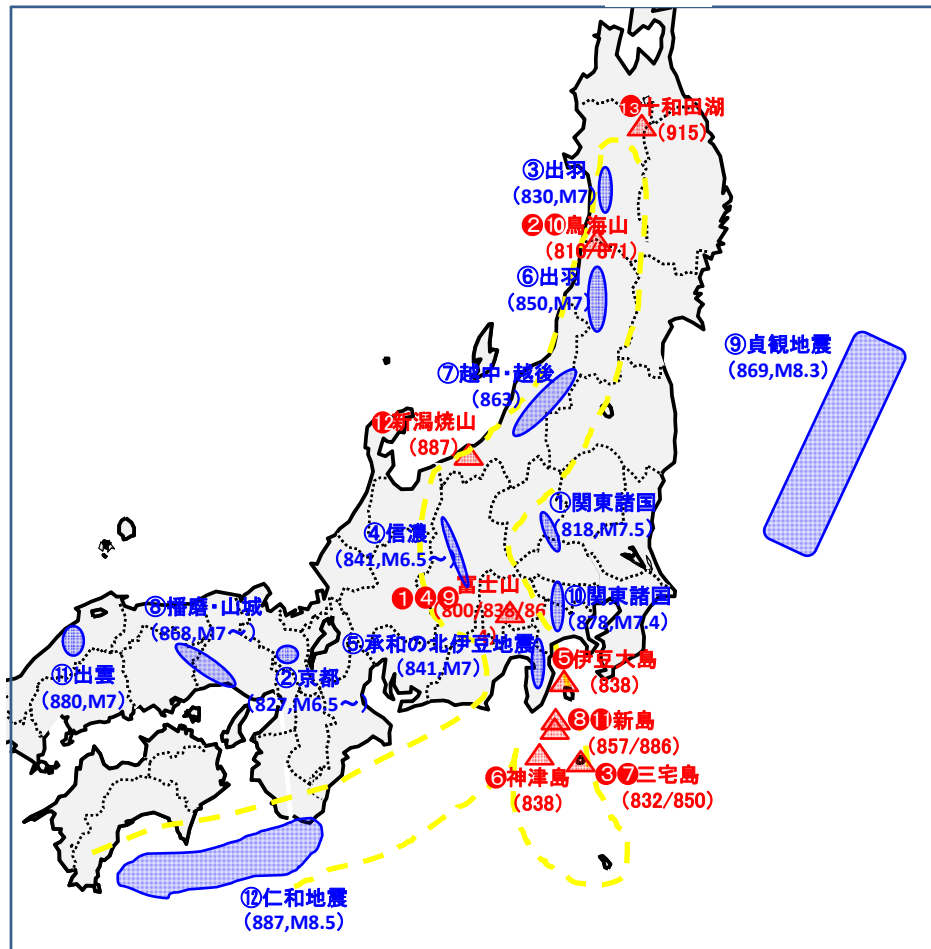 ⓭十和田湖
(915)
③出羽
(830,M7)
❷❿鳥海山
(810/871)
⑥出羽
(850,M7)
⑨貞観地震
(869,M8.3)
⑦越中・越後
(863)
⓬新潟焼山
(887)
①関東諸国
(818,M7.5)
④信濃
(841,M6.5～)
❶❹❾
富士山
(800/838/86
4)
⑩関東諸国
(878,M7.4)
⑧播磨・山城
(868,M7～)
⑤承和の北伊豆地震
(841,M7)
❺伊豆大島
(838)
⑪出雲
(880,M7)
②京都
(827,M6.5～)
❽⓫新島
(857/886)
❻神津島
(838)
❸❼三宅島
(832/850)
⑫仁和地震
(887,M8.5)